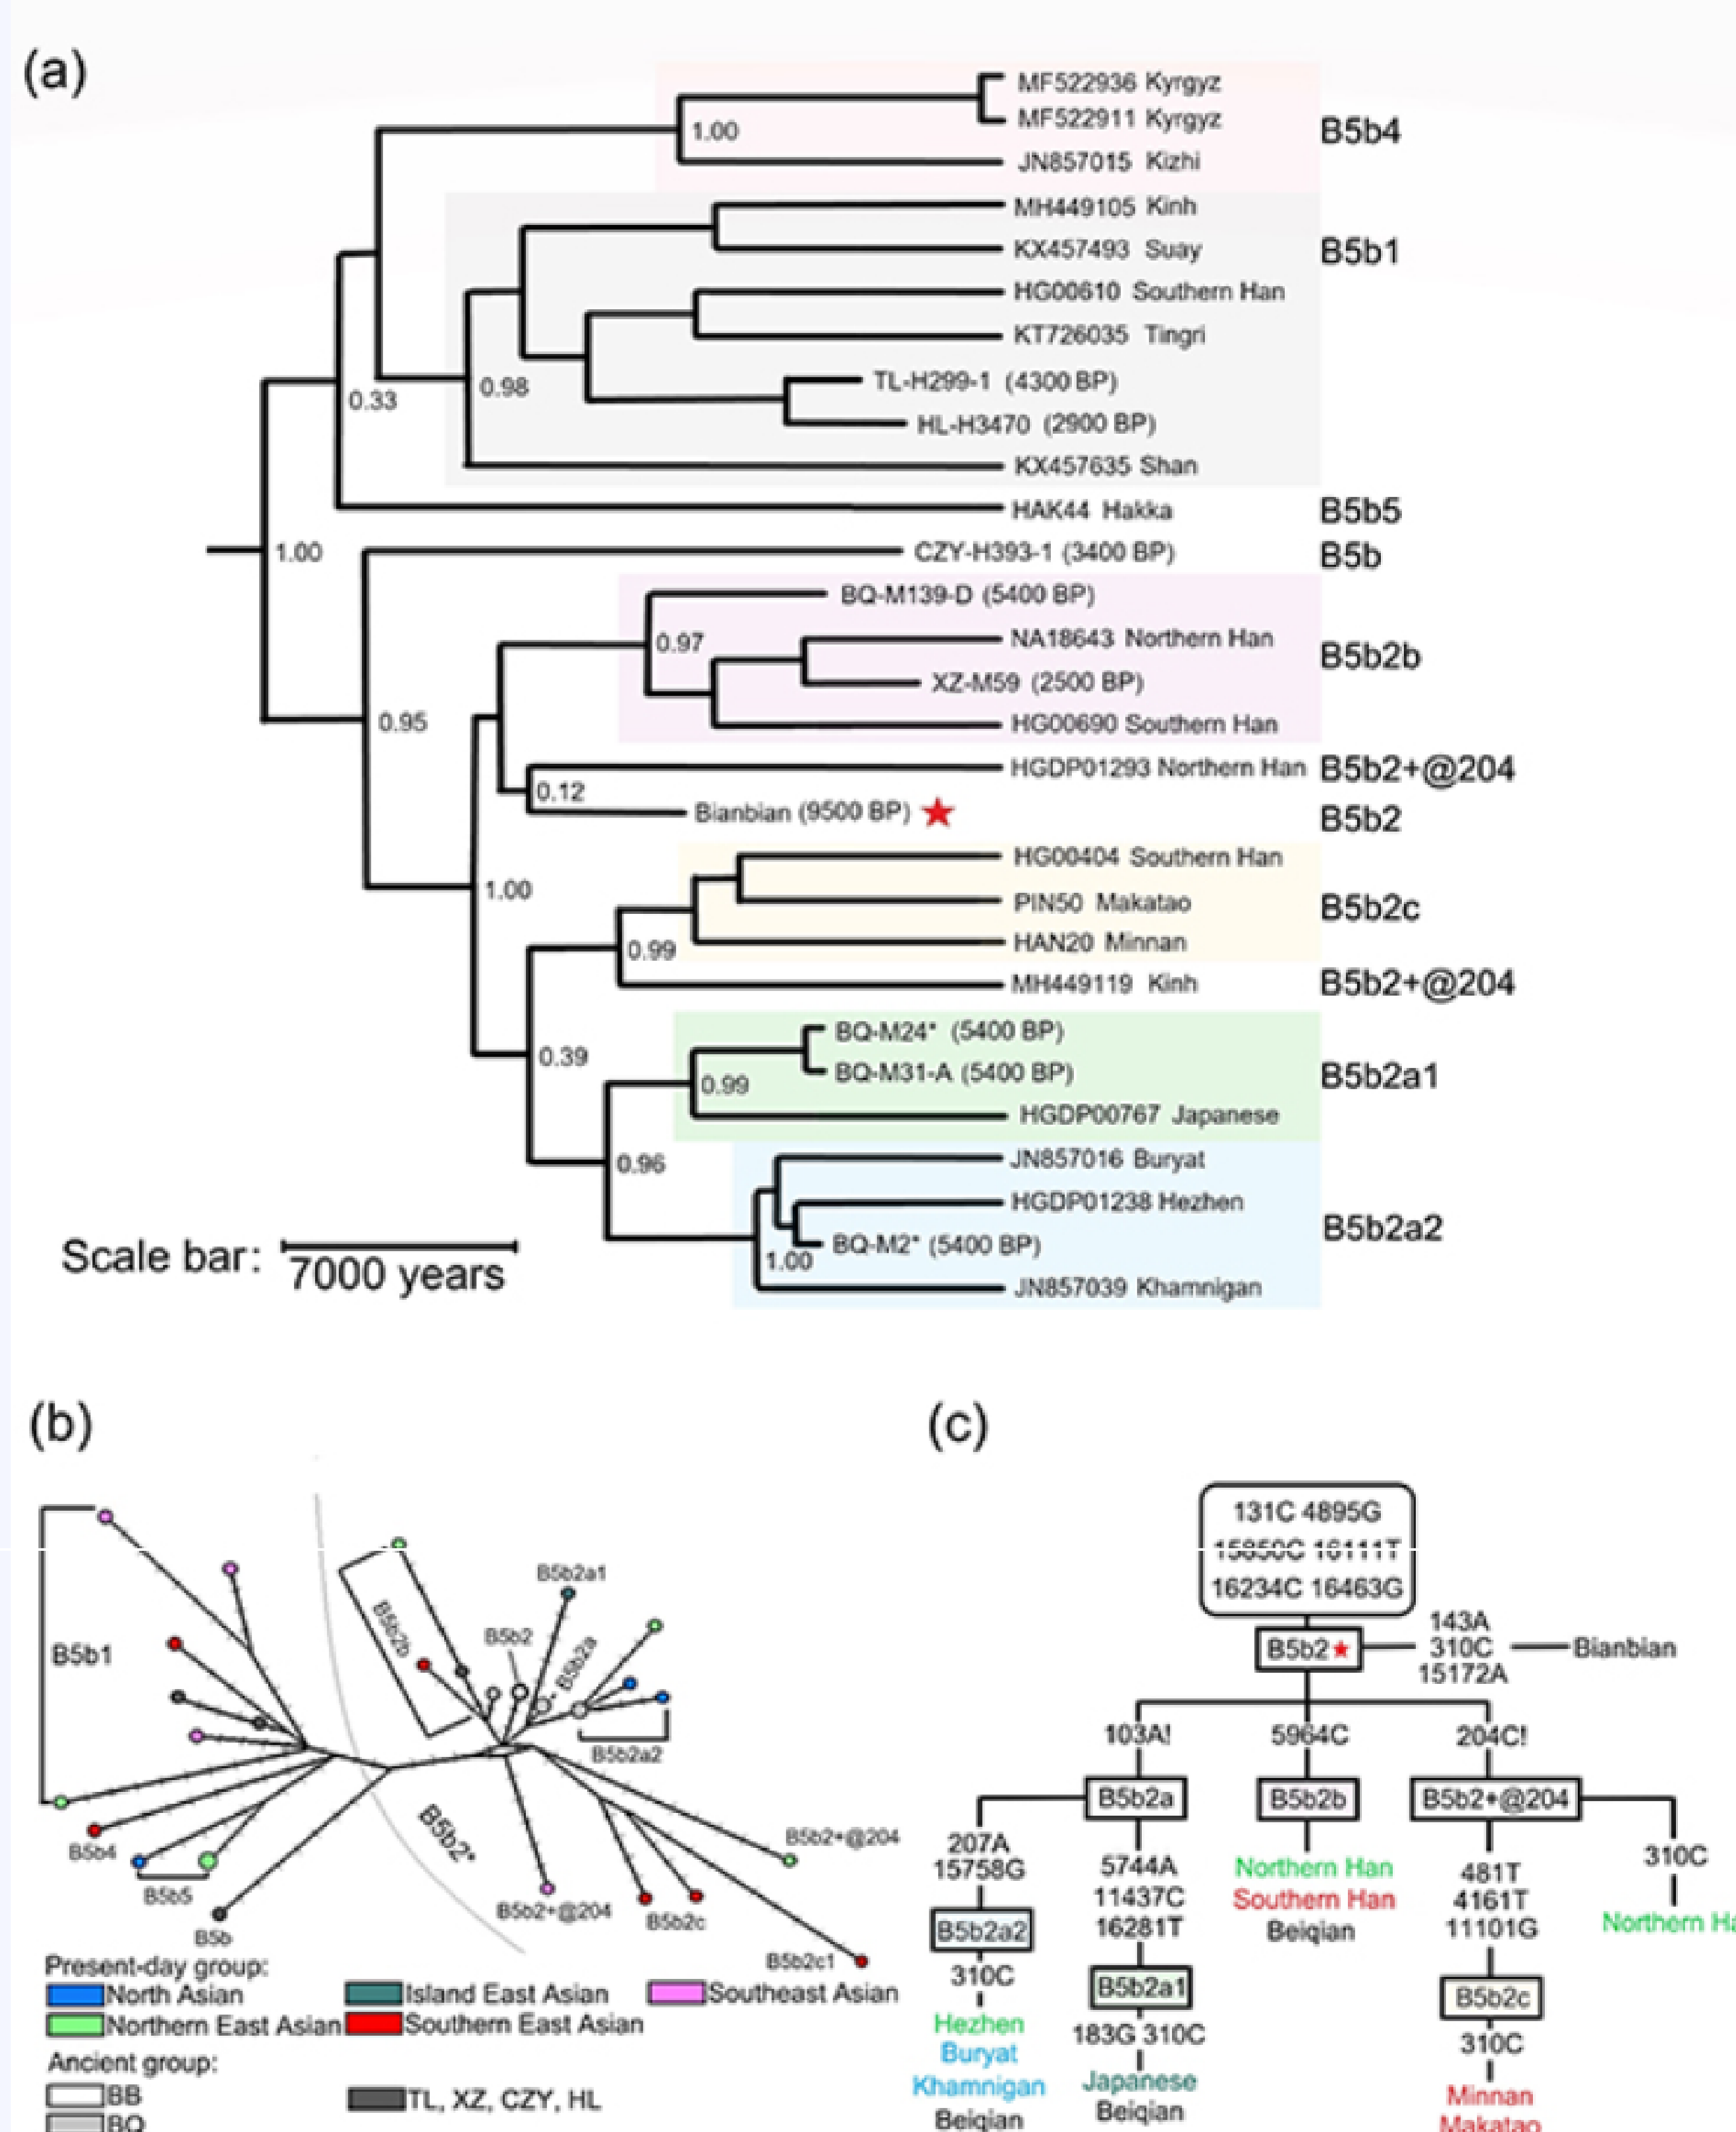 (a)
MF522936 Kyrgyz
MF522911 Kyrgyz
B5b4
1.00
JN857015 Kizhi
MH449105 Kinh
KX457493 Suay
B5b1
HG00610 Southern Han
KT726035 Tingri
TL-H299-1 (4300 BP)
0.98
0.33
HL-H3470 (2900 BP)
KX457635 Shan
HAK44 Hakka
B5b5
1.00
CZY-H393-1 (3400 BP)
B5b
BQ-M139-D (5400 BP)
0.97
NA18643 Northern Han
B5b2b
XZ-M59 (2500 BP)
0.95
HG00690 Southern Han
HGDP01293 Northern Han
B5b2+@204
0.12
Bianbian (9500 BP)
B5b2
HG00404 Southern Han
1.00
PIN50 Makatao
B5b2c
HAN20 Minnan
0.99
MH449119 Kinh
B5b2+@204
BQ-M24* (5400 BP)
0.39
BQ-M31-A (5400 BP)
B5b2a1
0.99
HGDP00767 Japanese
JN857016 Buryat
0.96
HGDP01238 Hezhen
B5b2a2
BQ-M2* (5400 BP)
1.00
JN857039 Khamnigan
Scale bar:
7000 years
(b)
B5b2a1
B5b2b
B5b2
B5b2a
B5b1
B5b2a2
B5b2*
B5b4
B5b2+@204
B5b5
B5b2+@204
B5b2c
B5b
B5b2c1
Present-day group:
North Asian
Island East Asian
Southeast Asian
Northern East Asian
Southern East Asian
Ancient group:
BB
TL, XZ, CZY, HL
BQ
(c)
131C 4895G
15850C 16111T
16234C 16463G
B5b2
143A
310C
15172A
Bianbian
103A!
5964C
204C!
B5b2a
B5b2b
B5b2+@204
207A
15758G
5744A
11437C
16281T
Northern Han
Southern Han
Beiqian
481T
4161T
11101G
310C
Northern Ha
B5b2a2
310C
Hezhen
Buryat
Khamnigan
Beiqian
B5b2a1
183G 310C
Japanese
Beiqian
B5b2c
310C
Minnan
Makatao